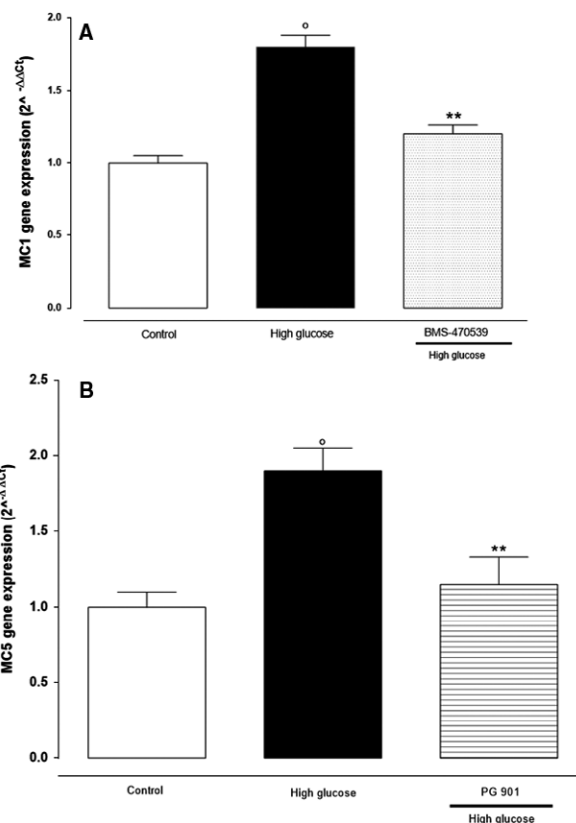 A
MC1 gene expression (2^ -ΔΔCt)
2.0
1.5
1.0
0.5
0.0
°
**
Control
High glucose
BMS-470539
High glucose
B
MC5 gene expression (2^-Δ ΔCt)
2.5
2.0
1.5
1.0
0.5
0.0
°
**
Control
High glucose
PG 901
High glucose